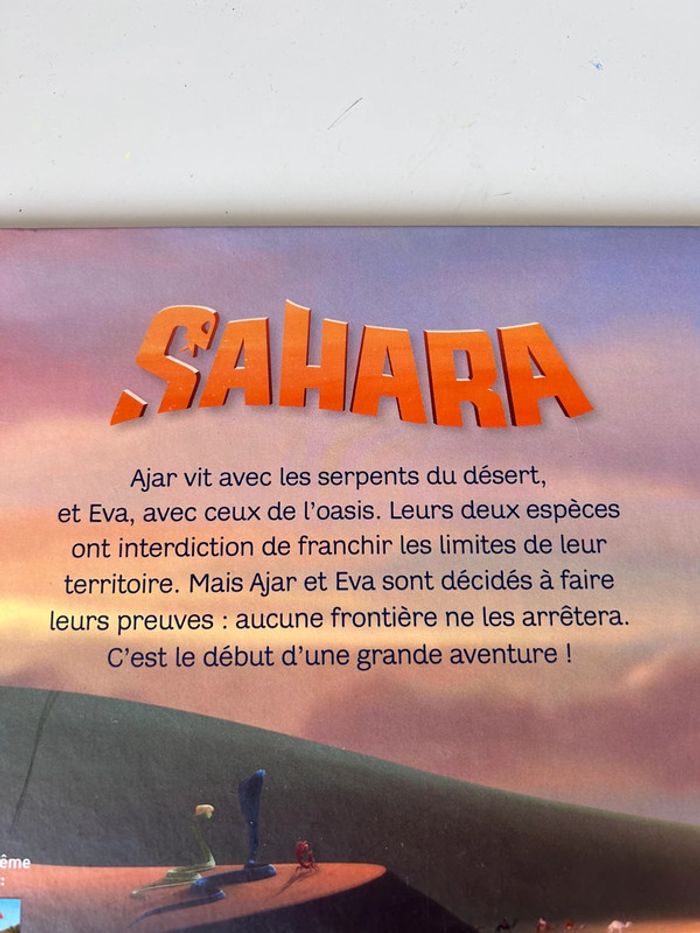 SAHARA
Ajar vit avec les serpents du désert,
et Eva, avec ceux de l'oasis. Leurs deux espèces
ont interdiction de franchir les limites de leur
territoire. Mais Ajar et Eva sont décidés à faire
leurs preuves : aucune frontière ne les arrêtera.
C'est le début d'une grande aventure !
ême
: